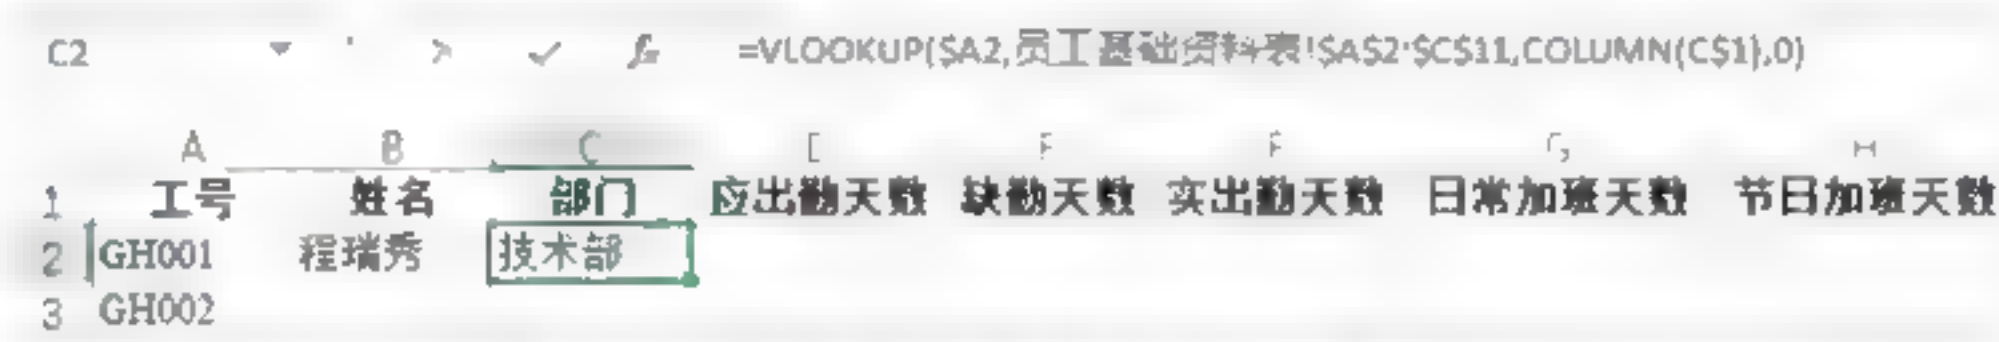 C2 =VLOOKUP($A2,员工基础资料表!$A$2:$C$11,COLUMN(C$1),0)
A B C E F G H
1 工号 姓名 部门 应出勤天数 缺勤天数 实出勤天数 日常加班天数 节日加班天数
2 GH001 程瑞秀 技术部
3 GH002